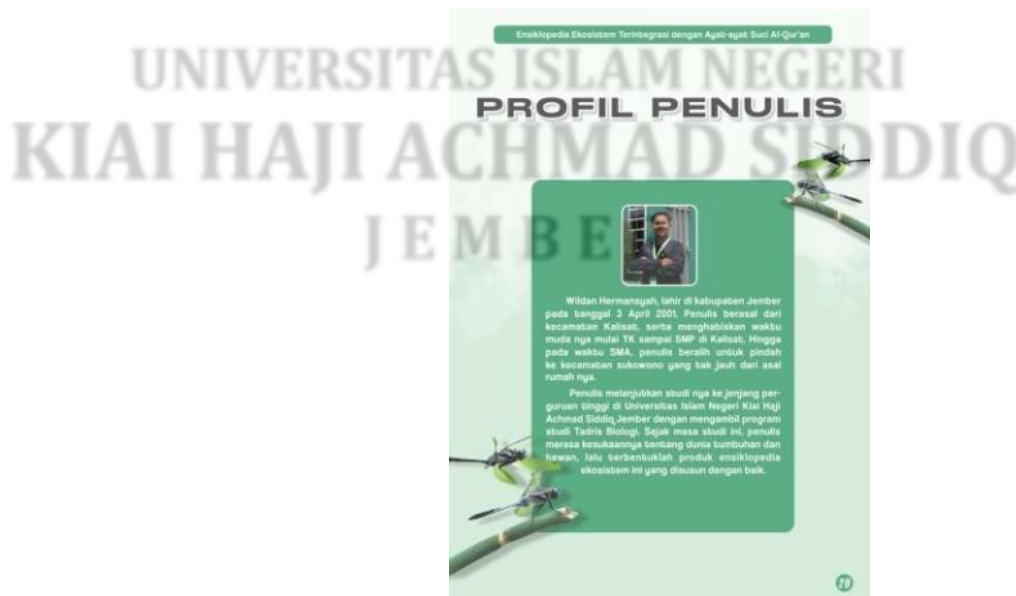 Ensiklopedia Ekosistem Terintegrasi dengan Ayat-ayat Suci Al-Qur'an
UNIVERSITAS ISLAM NEGERI
PROFIL PENULIS
KIAI HAJI ACHMAD SIDDIQ
JEMBE
Wildan Hermansyah, lahir di kabupaten Jember
pada tanggal 3 April 2001. Penulis berasal dari
kecamatan Kalisat, serta menghabiskan waktu
muda nya mulai TK sampai SMP di Kalisat. Hingga
pada waktu SMA, penulis beralih untuk pindah
ke kecamatan sukowono yang tak jauh dari asal
rumah nya.
Penulis melanjutkan studi nya ke jenjang per-
guruan tinggi di Universitas Islam Negeri Kiai Haji
Achmad Siddiq Jember dengan mengambil program
studi Tadris Biologi. Sejak masa studi ini, penulis
merasa kesukaannya tentang dunia tumbuhan dan
hewan, lalu terbentuklah produk ensiklopedia
ekosistem ini yang disusun dengan baik.